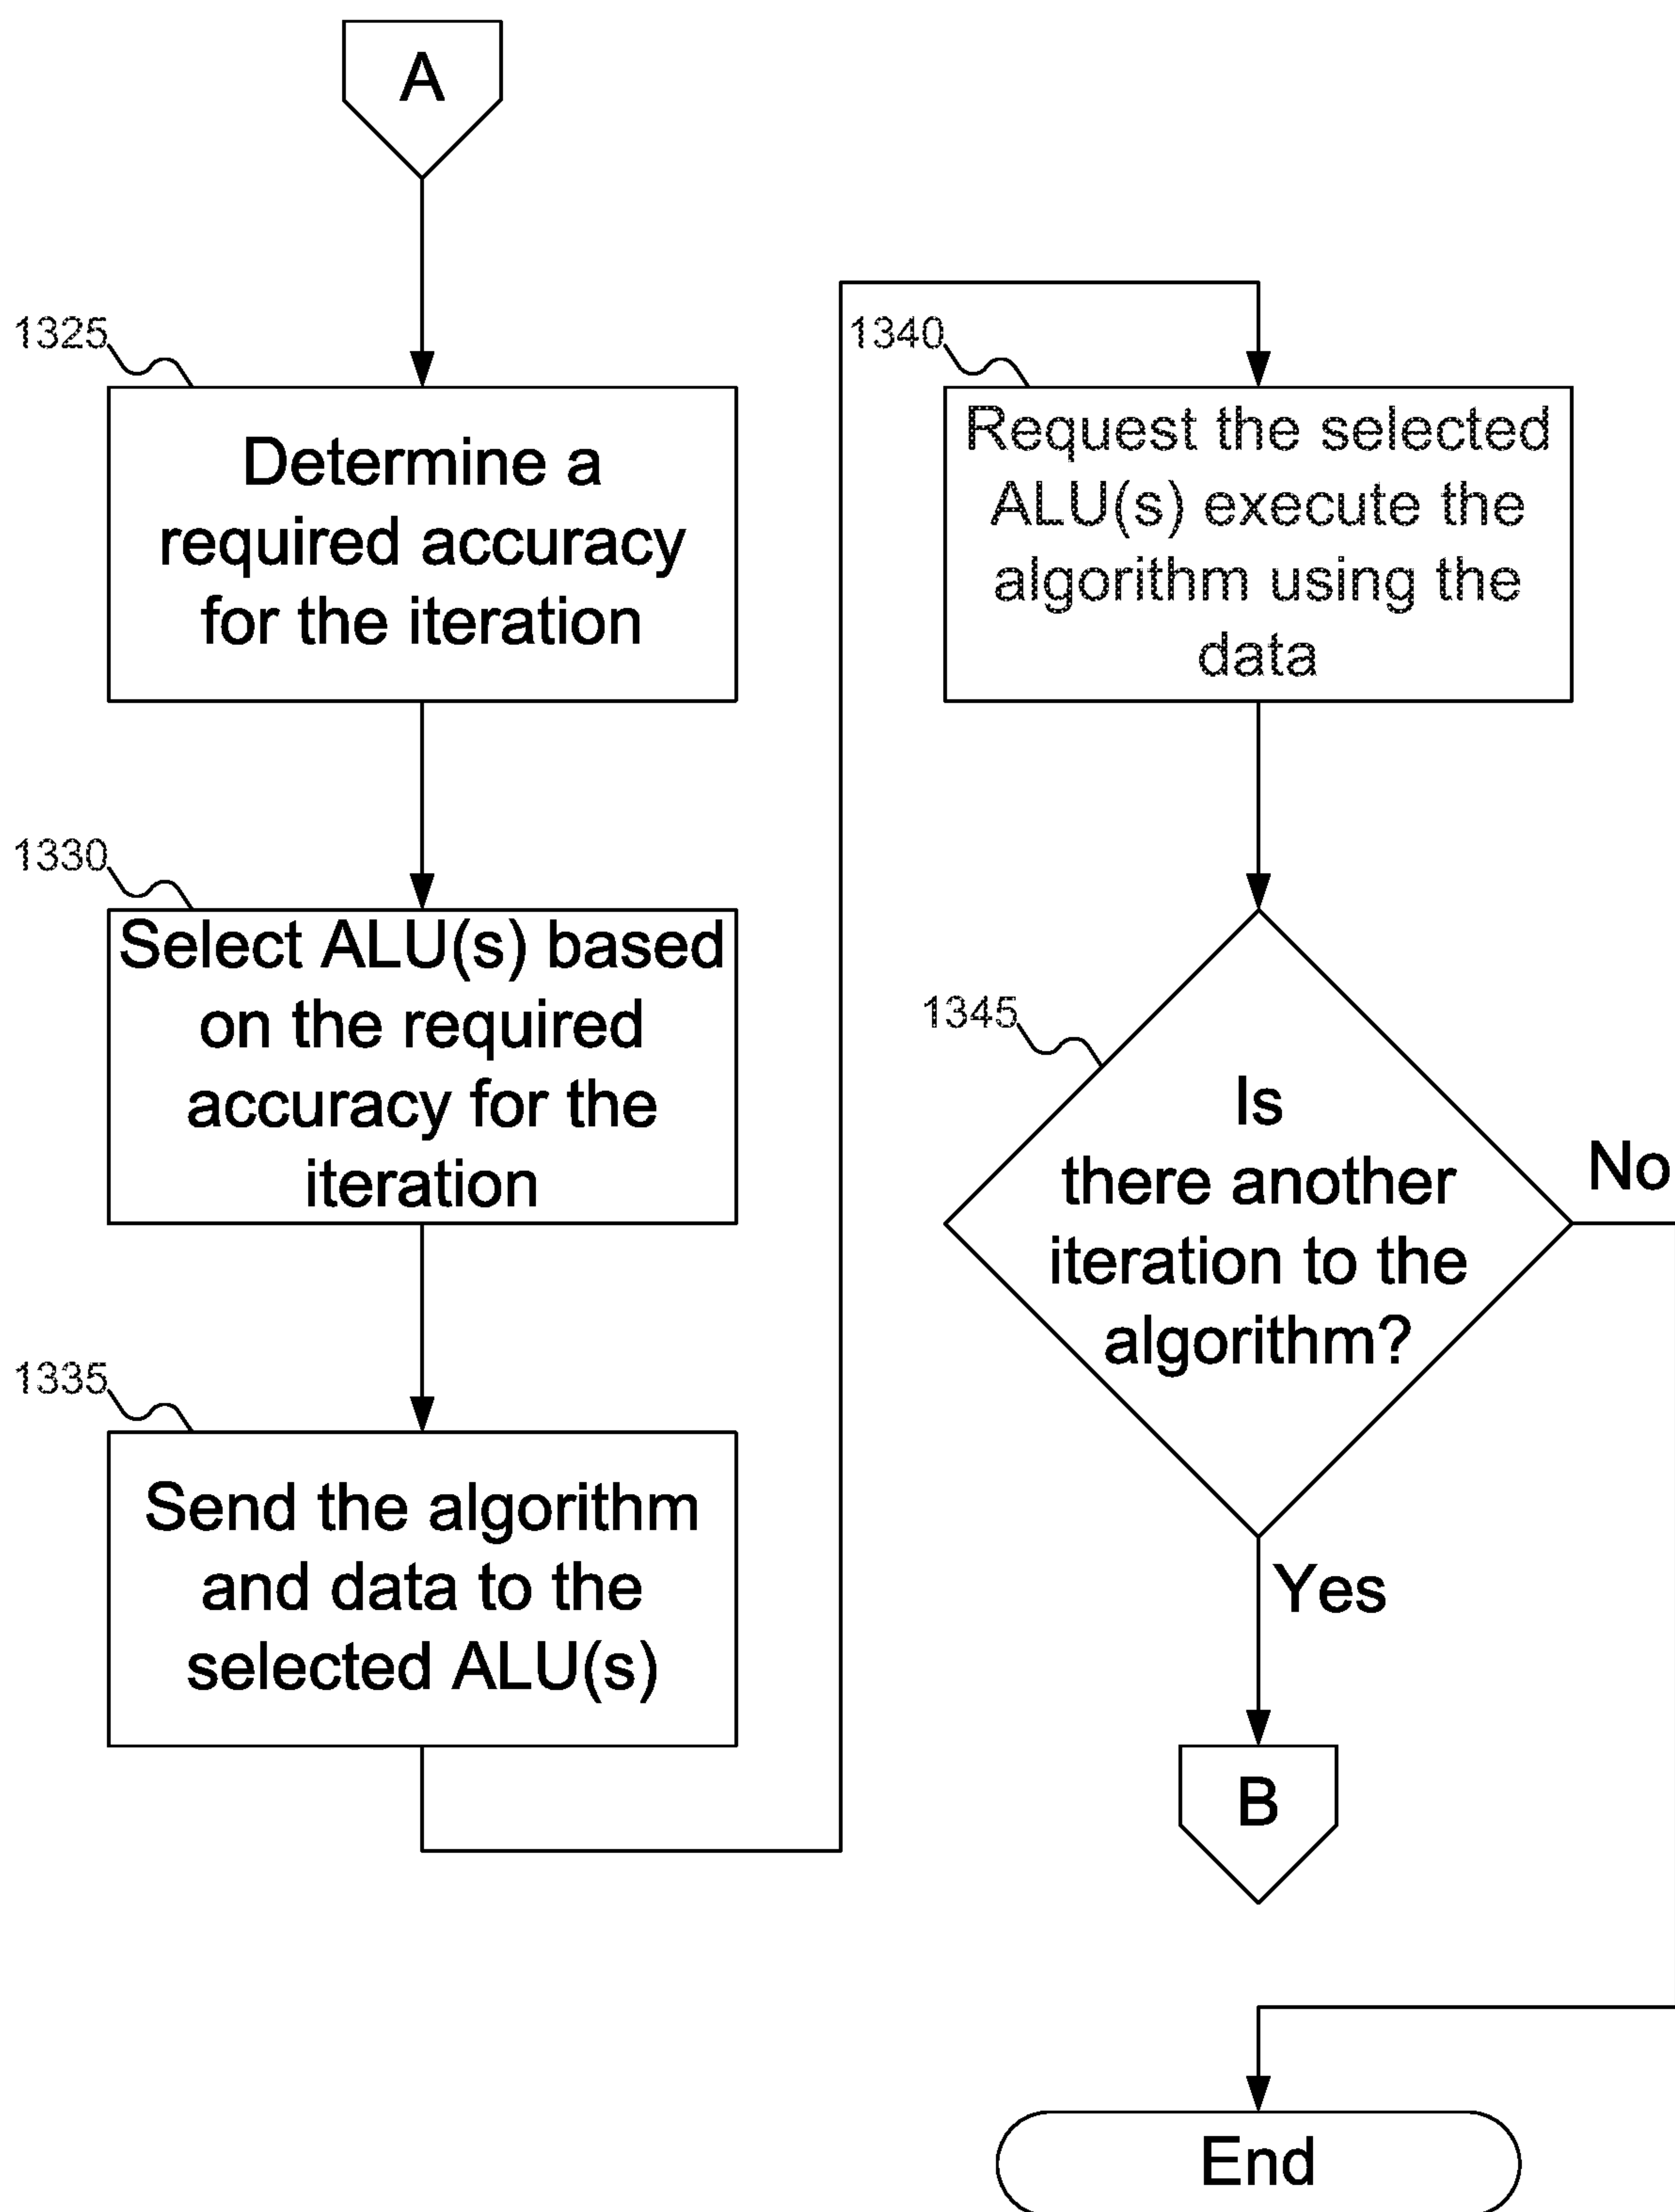 A
1325
Determine a
required accuracy
for the iteration
1330
Select ALU(s) based
on the required
accuracy for the
iteration
1335
Send the algorithm
and data to the
selected ALU(s)
1340
Request the selected
ALU(s) execute the
algorithm using the
data
1345
Is
there another
iteration to the
algorithm?
No
Yes
B
End